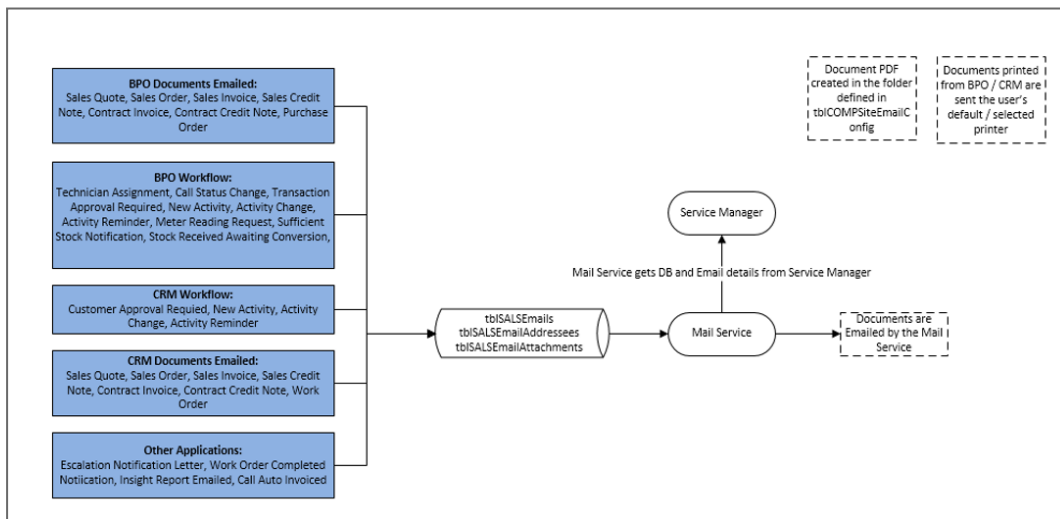 BPO Documents Emailed:
Sales Quote, Sales Order, Sales Invoice, Sales Credit
Note, Contract Invoice, Contract Credit Note, Purchase
Order
BPO Workflow:
Technician Assignment, Call Status Change, Transaction
Approval Required, New Activity, Activity Change,
Activity Reminder, Meter Reading Request, Sufficient
Stock Notification, Stock Received Awaiting Conversion,
CRM Workflow:
Customer Approval Requied, New Activity, Activity
Change, Activity Reminder
CRM Documents Emailed:
Sales Quote, Sales Order, Sales Invoice, Sales Credit
Note, Contract Invoice, Contract Credit Note, Work
Order
Other Applications:
Escalation Notification Letter, Work Order Completed
Notiication, Insight Report Emailed, Call Auto Invoiced
tblSALSEmails
tblSALSEmailAddressees
tblSALSEmailAttachments
Service Manager
Mail Service gets DB and Email details from Service Manager
Mail Service
Documents are
Emailed by the Mail
Service
Document PDF
created in the folder
defined in
tblCOMPSiteEmailC
onfig
Documents printed
from BPO / CRM are
sent the user's
default / selected
printer